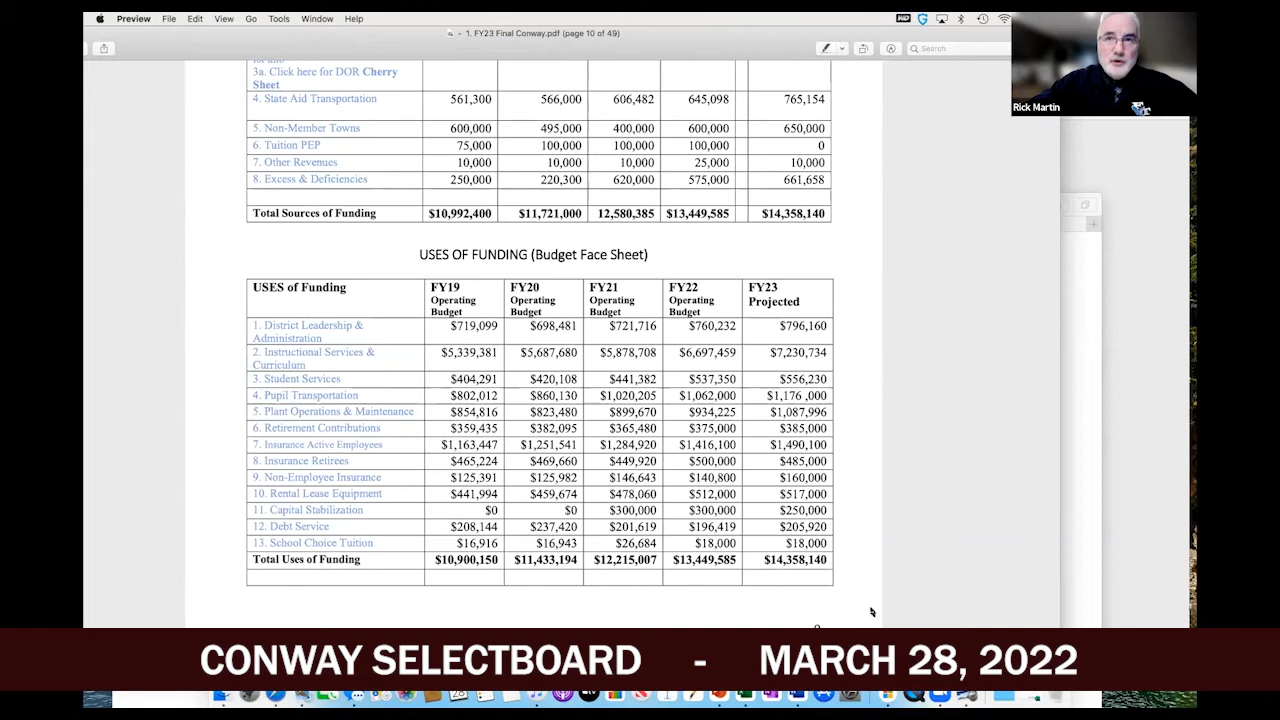 Preview File Edit View Go Tools Window Help
1. FY23 Final Conway.pdf (page 10 of 49)
Search
Rick Martin
3a. Click here for DOR Cherry
Sheet
4. State Aid Transportation 561,300 566,000 606,482 645,098 765,154
5. Non-Member Towns 600,000 495,000 400,000 600,000 650,000
6. Tuition PEP 75,000 100,000 100,000 100,000 0
7. Other Revenues 10,000 10,000 10,000 25,000 10,000
8. Excess & Deficiencies 250,000 220,300 620,000 575,000 661,658
Total Sources of Funding $10,992,400 $11,721,000 12,580,385 $13,449,585 $14,358,140
USES OF FUNDING (Budget Face Sheet)
USES of Funding FY19 FY20 FY21 FY22 FY23
Operating Operating Operating Operating Projected
Budget Budget Budget Budget
1. District Leadership & $719,099 $698,481 $721,716 $760,232 $796,160
Administration
2. Instructional Services & $5,339,381 $5,687,680 $5,878,708 $6,697,459 $7,230,734
Curriculum
3. Student Services $404,291 $420,108 $441,382 $537,350 $556,230
4. Pupil Transportation $802,012 $860,130 $1,020,205 $1,062,000 $1,176 ,000
5. Plant Operations & Maintenance $854,816 $823,480 $899,670 $934,225 $1,087,996
6. Retirement Contributions $359,435 $382,095 $365,480 $375,000 $385,000
7. Insurance Active Employees $1,163,447 $1,251,541 $1,284,920 $1,416,100 $1,490,100
8. Insurance Retirees $465,224 $469,660 $449,920 $500,000 $485,000
9. Non-Employee Insurance $125,391 $125,982 $146,643 $140,800 $160,000
10. Rental Lease Equipment $441,994 $459,674 $478,060 $512,000 $517,000
11. Capital Stabilization $0 $0 $300,000 $300,000 $250,000
12. Debt Service $208,144 $237,420 $201,619 $196,419 $205,920
13. School Choice Tuition $16,916 $16,943 $26,684 $18,000 $18,000
Total Uses of Funding $10,900,150 $11,433,194 $12,215,007 $13,449,585 $14,358,140
CONWAY SELECTBOARD - MARCH 28, 2022